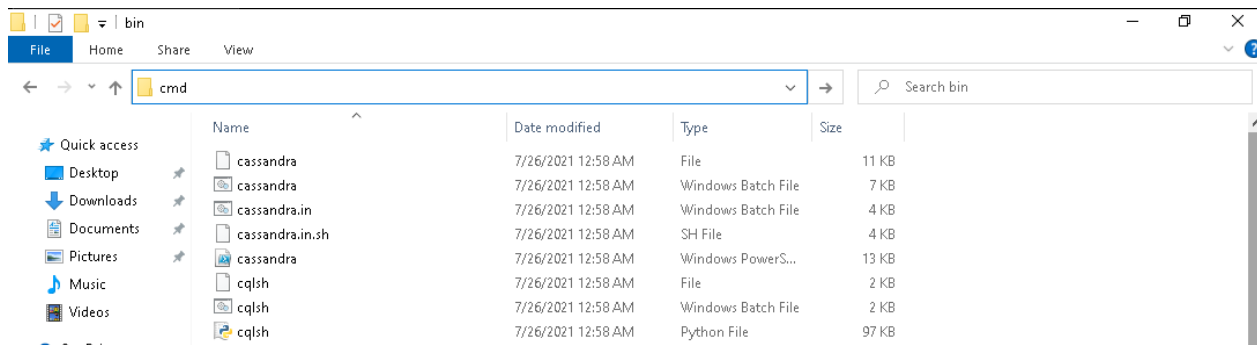 bin
File Home Share View
cmd Search bin
Name Date modified Type Size
Quick access
Desktop
Downloads
Documents
Pictures
Music
Videos
cassandra 7/26/2021 12:58 AM File 11 KB
cassandra 7/26/2021 12:58 AM Windows Batch File 7 KB
cassandra.in 7/26/2021 12:58 AM Windows Batch File 4 KB
cassandra.in.sh 7/26/2021 12:58 AM SH File 4 KB
cassandra 7/26/2021 12:58 AM Windows PowerS... 13 KB
cqlsh 7/26/2021 12:58 AM File 2 KB
cqlsh 7/26/2021 12:58 AM Windows Batch File 2 KB
cqlsh 7/26/2021 12:58 AM Python File 97 KB